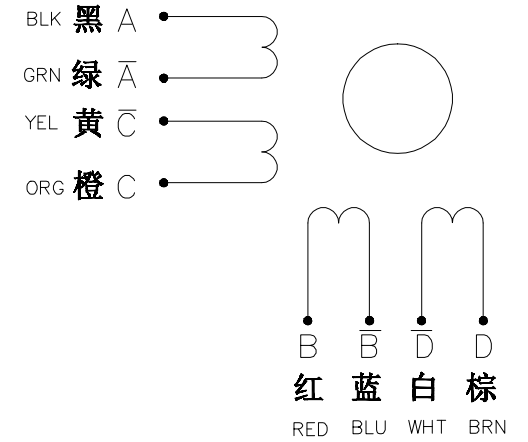 BLK 黑 A
GRN 绿 A̅
YEL 黄 C̅
ORG 橙 C
B B̅ D̅ D
红 蓝 白 棕
RED BLU WHT BRN